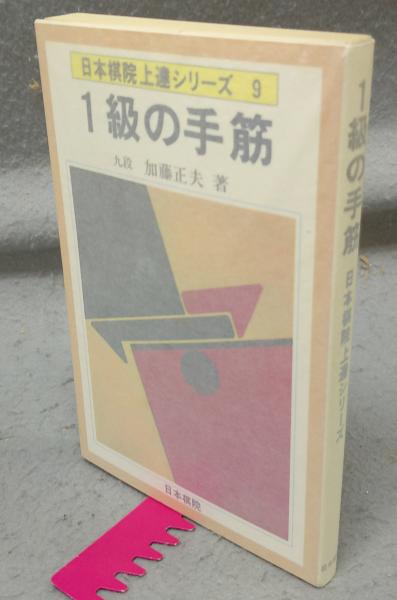 日本棋院上達シリーズ 9
1級の手筋
九段 加藤正夫 著
日本棋院
1級の手筋 日本棋院上達シリーズ